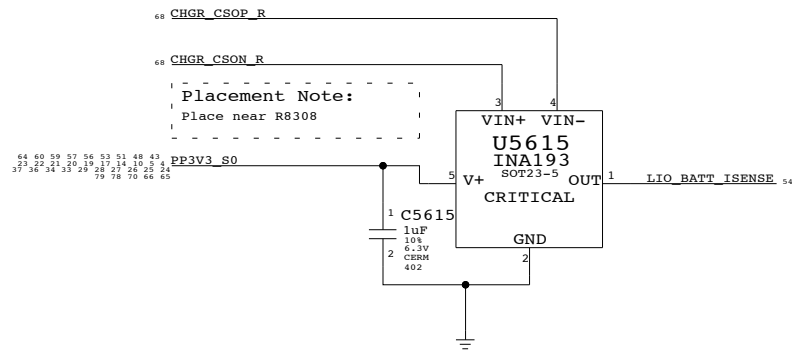 68 CHGR_CSOP_R
68 CHGR_CSON_R
Placement Note:
Place near R8308
3 4
VIN+ VIN-
U5615
INA193
SOT23-5
64 60 59 57 56 53 51 48 43
23 22 21 20 19 17 14 10 5 4
37 36 34 33 29 28 27 26 25 24
79 78 70 66 65
PP3V3_S0
5 V+ OUT 1 LIO_BATT_ISENSE 54
CRITICAL
1 C5615
1uF
10%
6.3V
2 CERM
402
GND
2